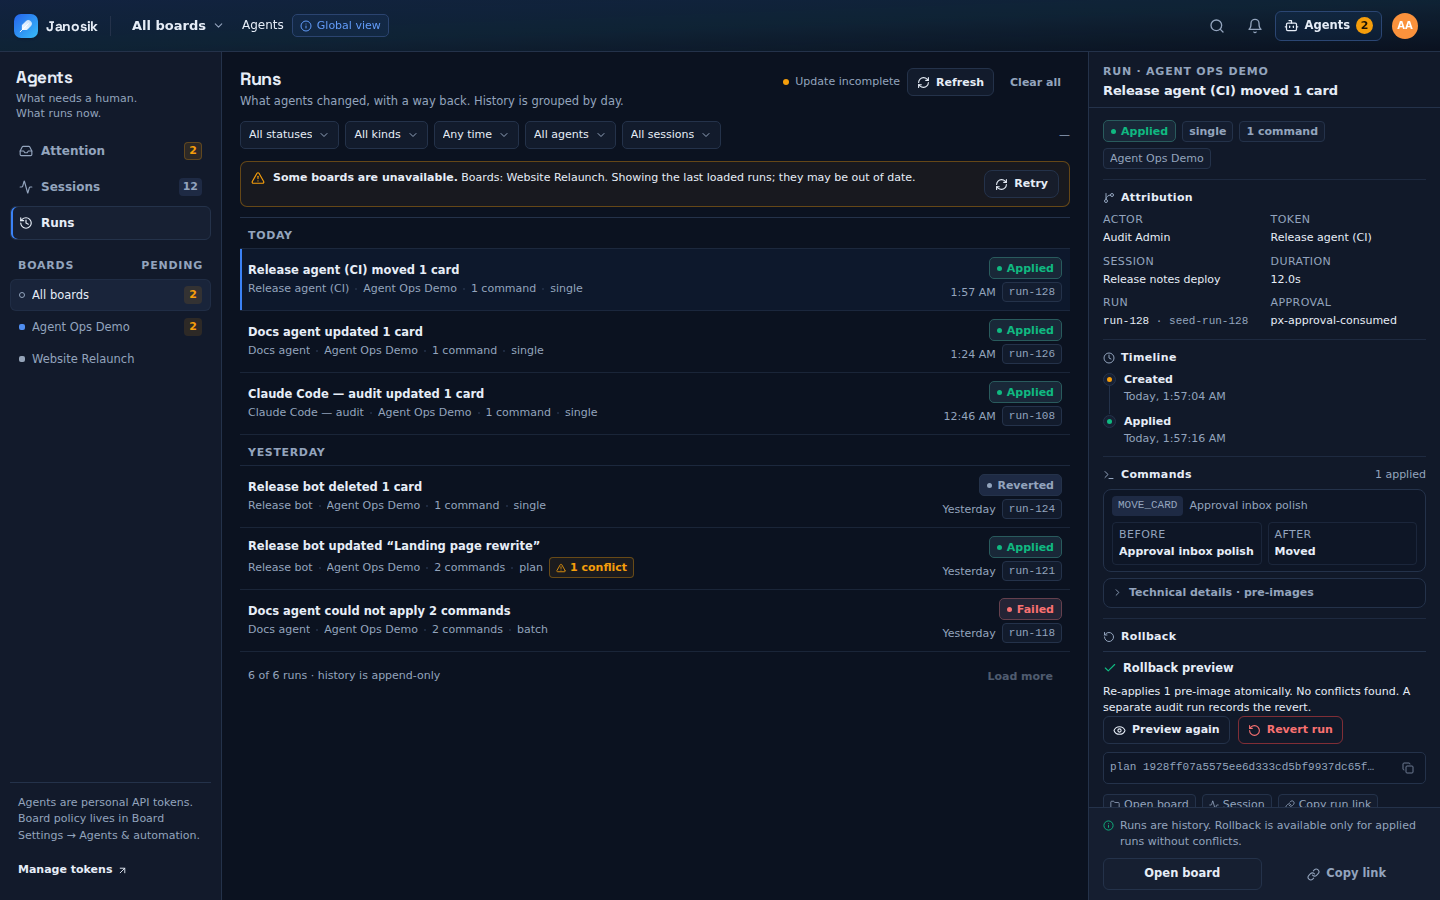 Janosik
All boards
Agents
Global view
Agents 2
AA
Agents
What needs a human.
What runs now.
Attention 2
Sessions 12
Runs
BOARDS PENDING
All boards 2
Agent Ops Demo 2
Website Relaunch
Agents are personal API tokens.
Board policy lives in Board
Settings → Agents & automation.
Manage tokens
Runs
What agents changed, with a way back. History is grouped by day.
Update incomplete
Refresh
Clear all
All statuses
All kinds
Any time
All agents
All sessions
—
Some boards are unavailable. Boards: Website Relaunch. Showing the last loaded runs; they may be out of date.
Retry
TODAY
Release agent (CI) moved 1 card
Applied
Release agent (CI) · Agent Ops Demo · 1 command · single
1:57 AM run-128
Docs agent updated 1 card
Applied
Docs agent · Agent Ops Demo · 1 command · single
1:24 AM run-126
Claude Code — audit updated 1 card
Applied
Claude Code — audit · Agent Ops Demo · 1 command · single
12:46 AM run-108
YESTERDAY
Release bot deleted 1 card
Reverted
Release bot · Agent Ops Demo · 1 command · single
Yesterday run-124
Release bot updated “Landing page rewrite”
Applied
Release bot · Agent Ops Demo · 2 commands · plan 1 conflict
Yesterday run-121
Docs agent could not apply 2 commands
Failed
Docs agent · Agent Ops Demo · 2 commands · batch
Yesterday run-118
6 of 6 runs · history is append-only
Load more
RUN · AGENT OPS DEMO
Release agent (CI) moved 1 card
Applied single 1 command
Agent Ops Demo
Attribution
ACTOR TOKEN
Audit Admin Release agent (CI)
SESSION DURATION
Release notes deploy 12.0s
RUN APPROVAL
run-128 · seed-run-128 px-approval-consumed
Timeline
Created
Today, 1:57:04 AM
Applied
Today, 1:57:16 AM
Commands 1 applied
MOVE_CARD Approval inbox polish
BEFORE AFTER
Approval inbox polish Moved
Technical details · pre-images
Rollback
Rollback preview
Re-applies 1 pre-image atomically. No conflicts found. A
separate audit run records the revert.
Preview again Revert run
plan 1928ff07a5575ee6d333cd5bf9937dc65f…
Open board Session Copy run link
Runs are history. Rollback is available only for applied
runs without conflicts.
Open board Copy link